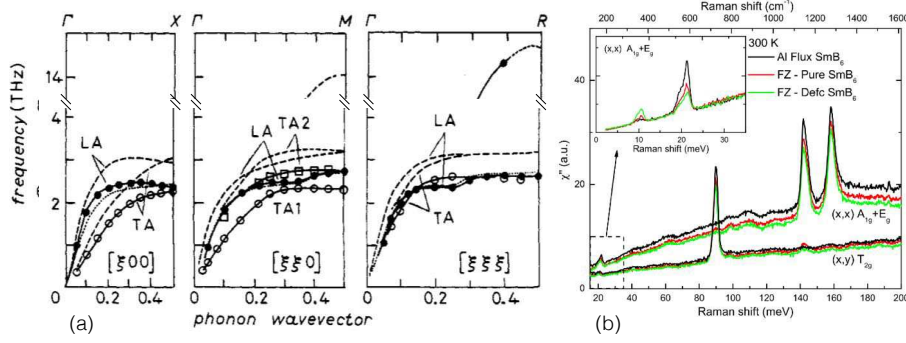 Γ X Γ M Γ R
14
4
2
frequency (THz)
LA
TA
LA TA2
TA1
LA
TA
[ξ00] [ξξ0] [ξξξ]
0.2 0.4 0.2 0.4 0.2 0.4
phonon wavevector
(a)
Raman shift (cm⁻¹)
200 400 600 800 1000 1200 1400 1600
(x,x) A1g+Eg
300 K
Al Flux SmB6
FZ - Pure SmB6
FZ - Defc SmB6
0 10 20 30
Raman shift (meV)
40
20
0
χ" (a.u.)
(x,x) A1g+Eg
(x,y) T2g
20 40 60 80 100 120 140 160 180 200
Raman shift (meV)
(b)